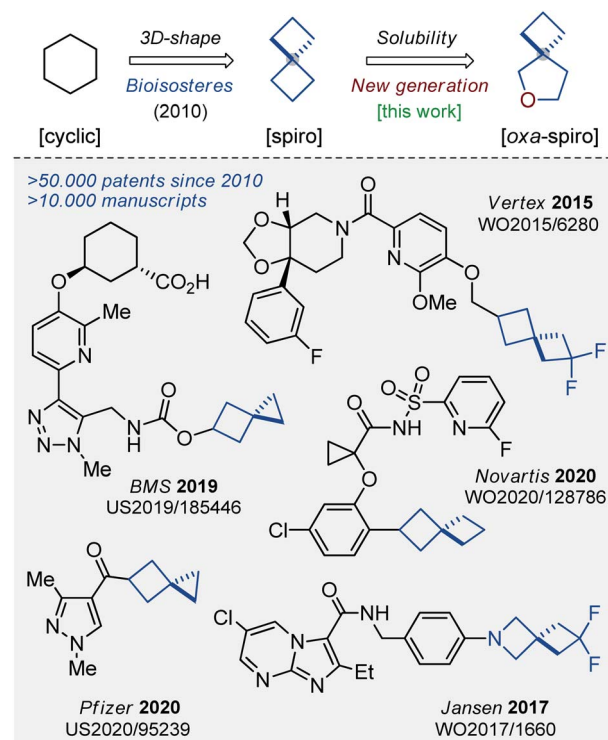 3D-shape
Bioisosteres
(2010)
Solubility
New generation
[this work]
O
[cyclic]
[spiro]
[oxa-spiro]
>50.000 patents since 2010
>10.000 manuscripts
CO2H
O
Me
N
N
N
N
Me
NH
O
O
BMS 2019
US2019/185446
O
O
H
N
O
N
OMe
O
F
F
F
Vertex 2015
WO2015/6280
O
NH
S
O
O
N
F
O
Cl
Novartis 2020
WO2020/128786
O
Me
N
N
Me
Pfizer 2020
US2020/95239
Cl
N
N
N
O
NH
Et
N
F
F
Jansen 2017
WO2017/1660